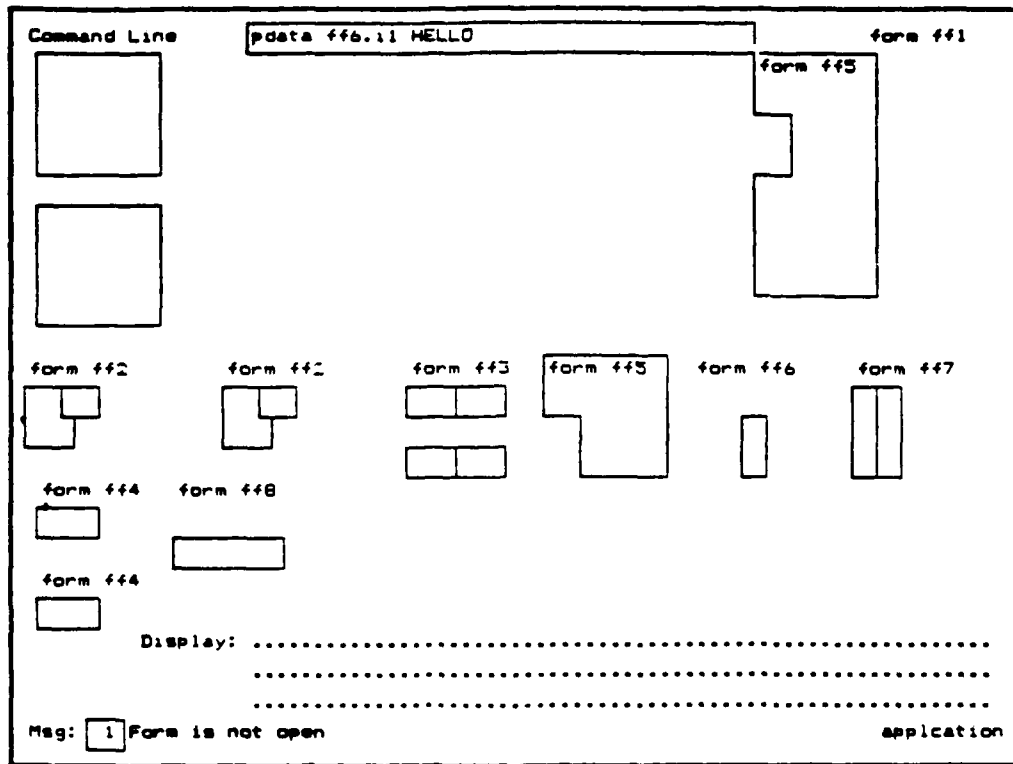 Command Line pdata ff6.i1 HELLO form ff1
form ff5
form ff2 form ff2 form ff3 form ff5 form ff6 form ff7
form ff4 form ff8
form ff4
Display:
Msg: 1 Form is not open applcation